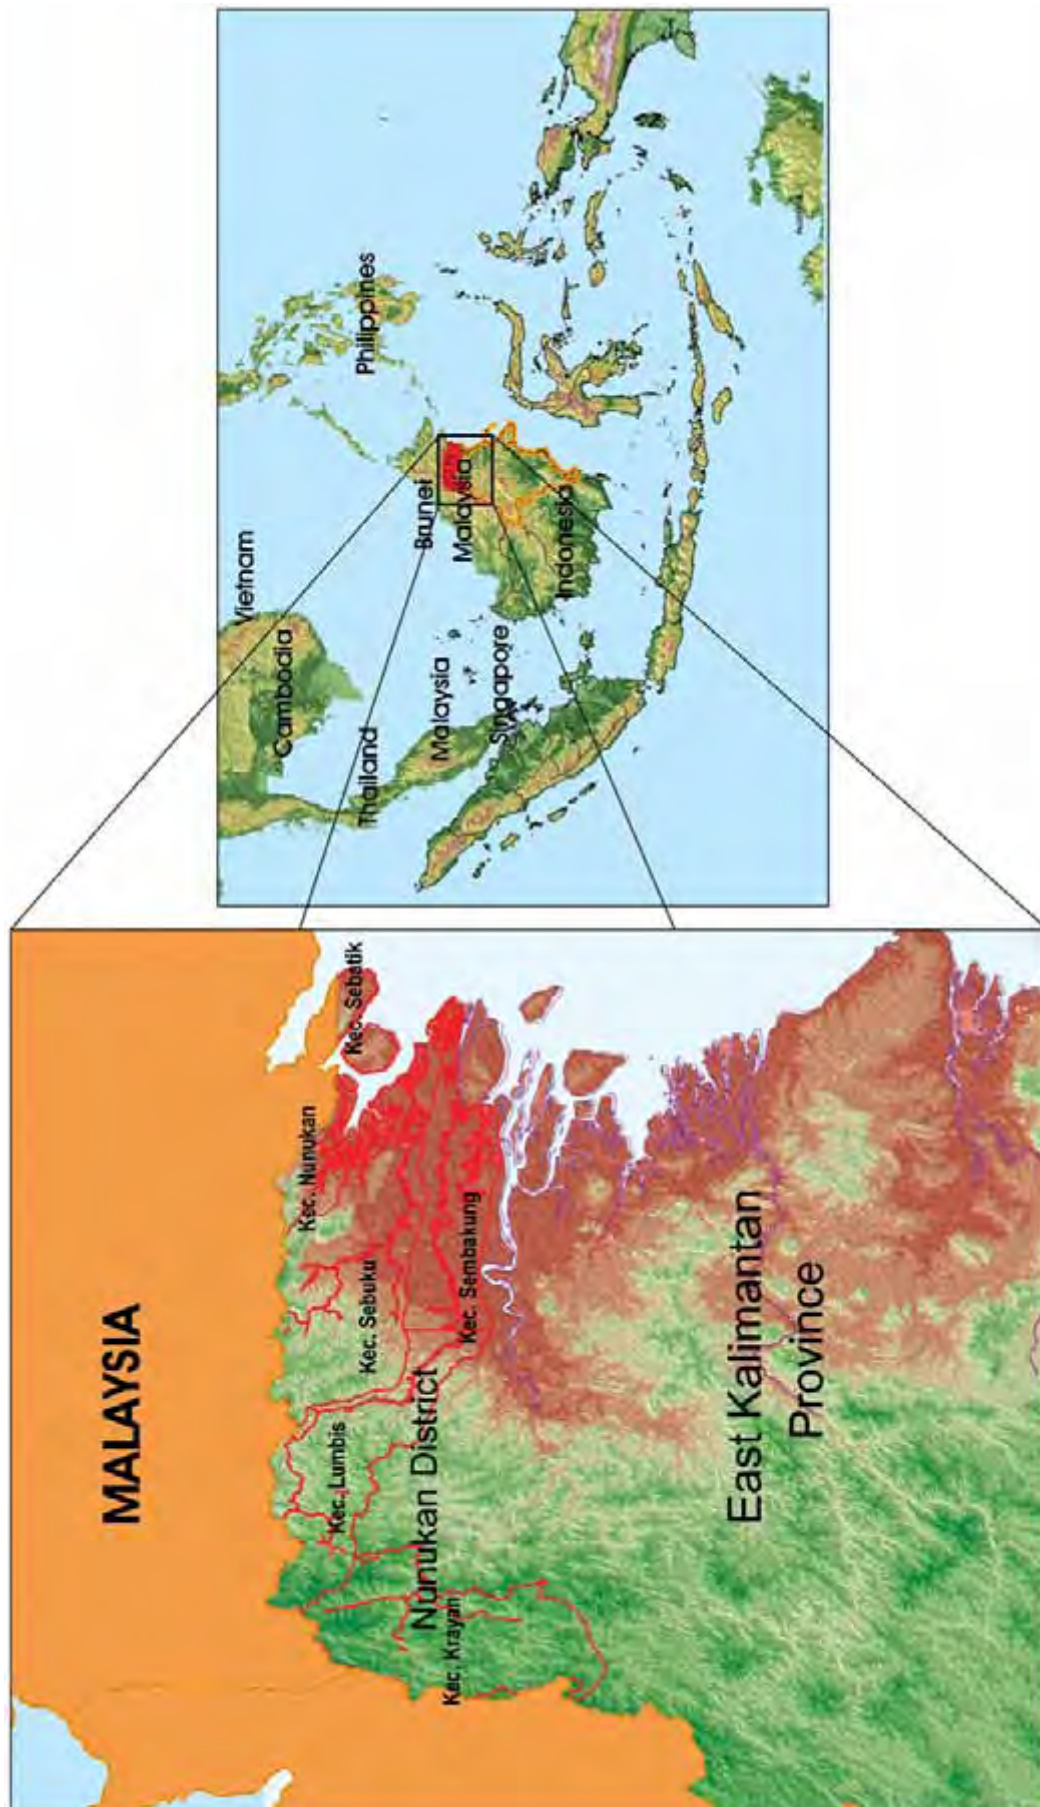 Philippines
Vietnam
Cambodia
Thailand
Brunei
Malaysia
Malaysia
Singapore
Indonesia
MALAYSIA
Kec. Sebatik
Kec. Nunukan
Kec. Sebuku
Kec. Sembakung
Kec. Lumbis
Nunukan District
Kec. Krayan
East Kalimantan
Province